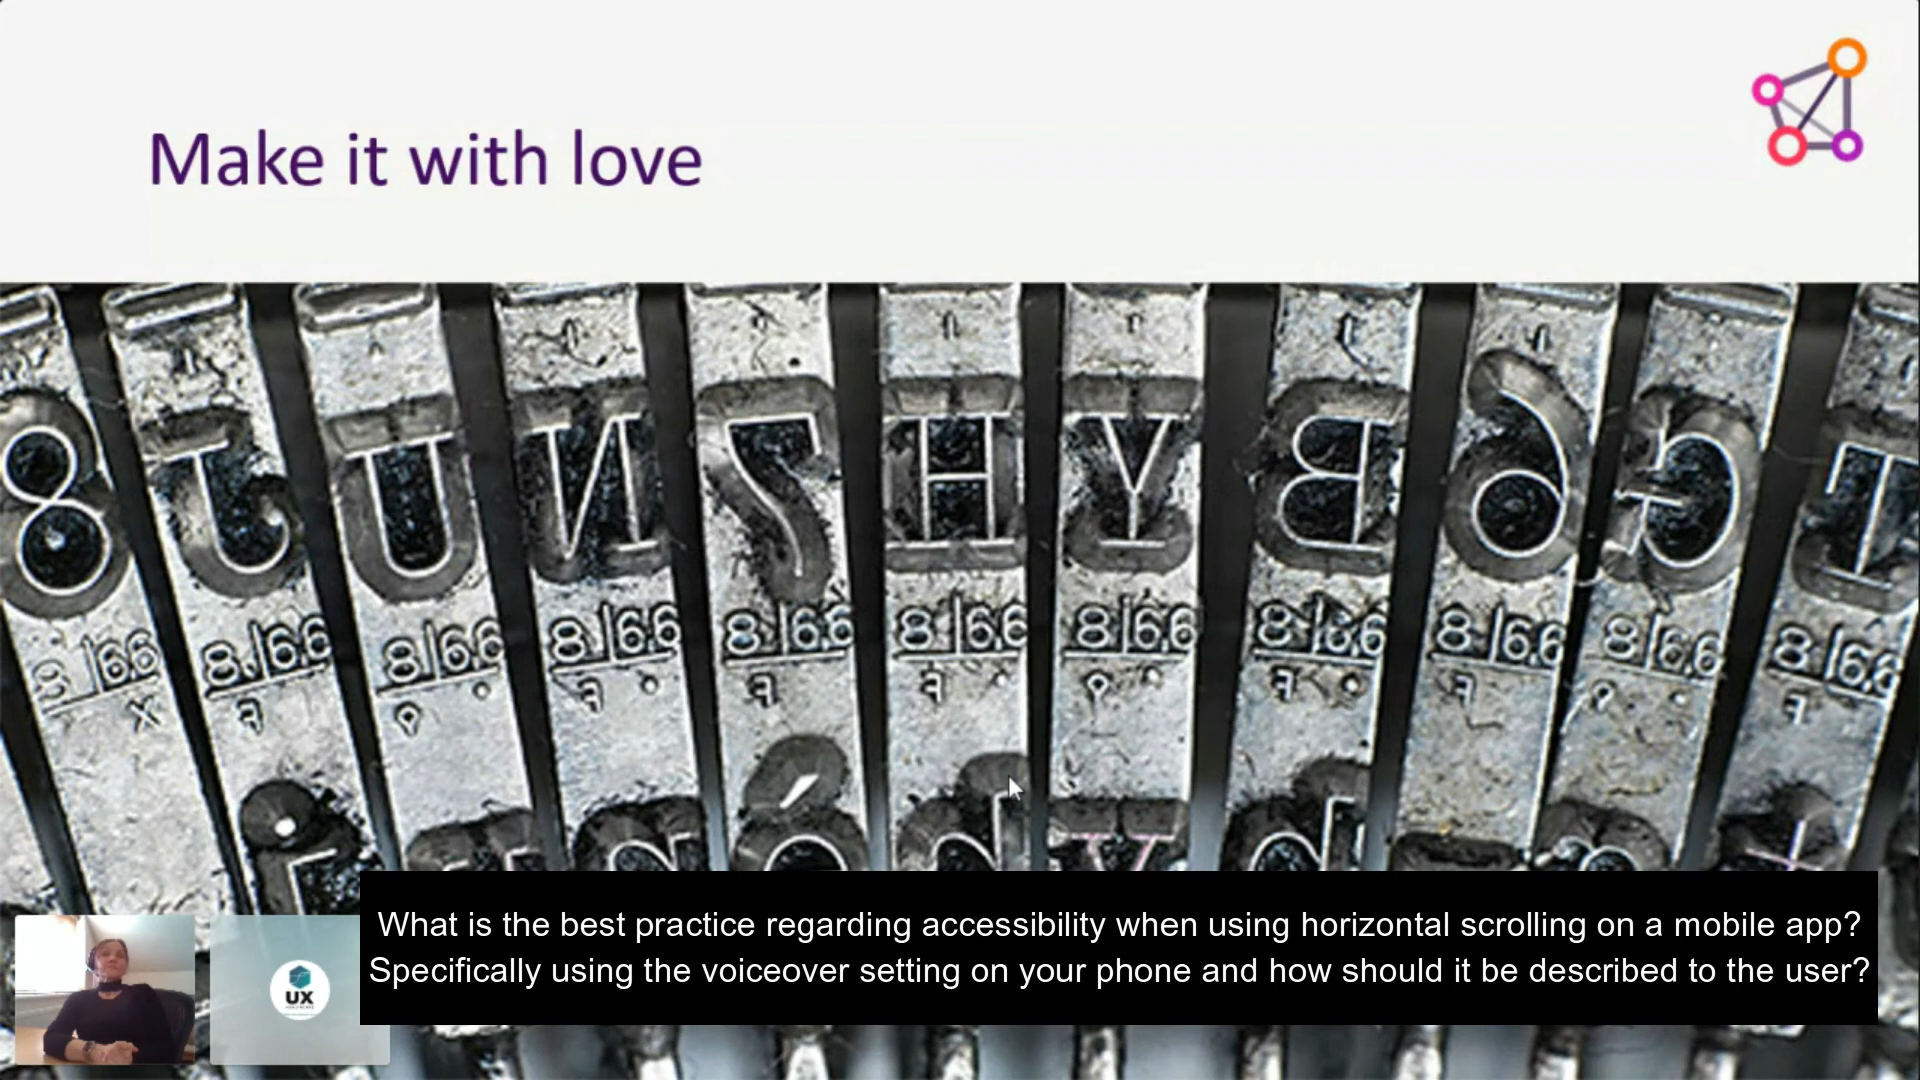 Make it with love
What is the best practice regarding accessibility when using horizontal scrolling on a mobile app?
Specifically using the voiceover setting on your phone and how should it be described to the user?
UX